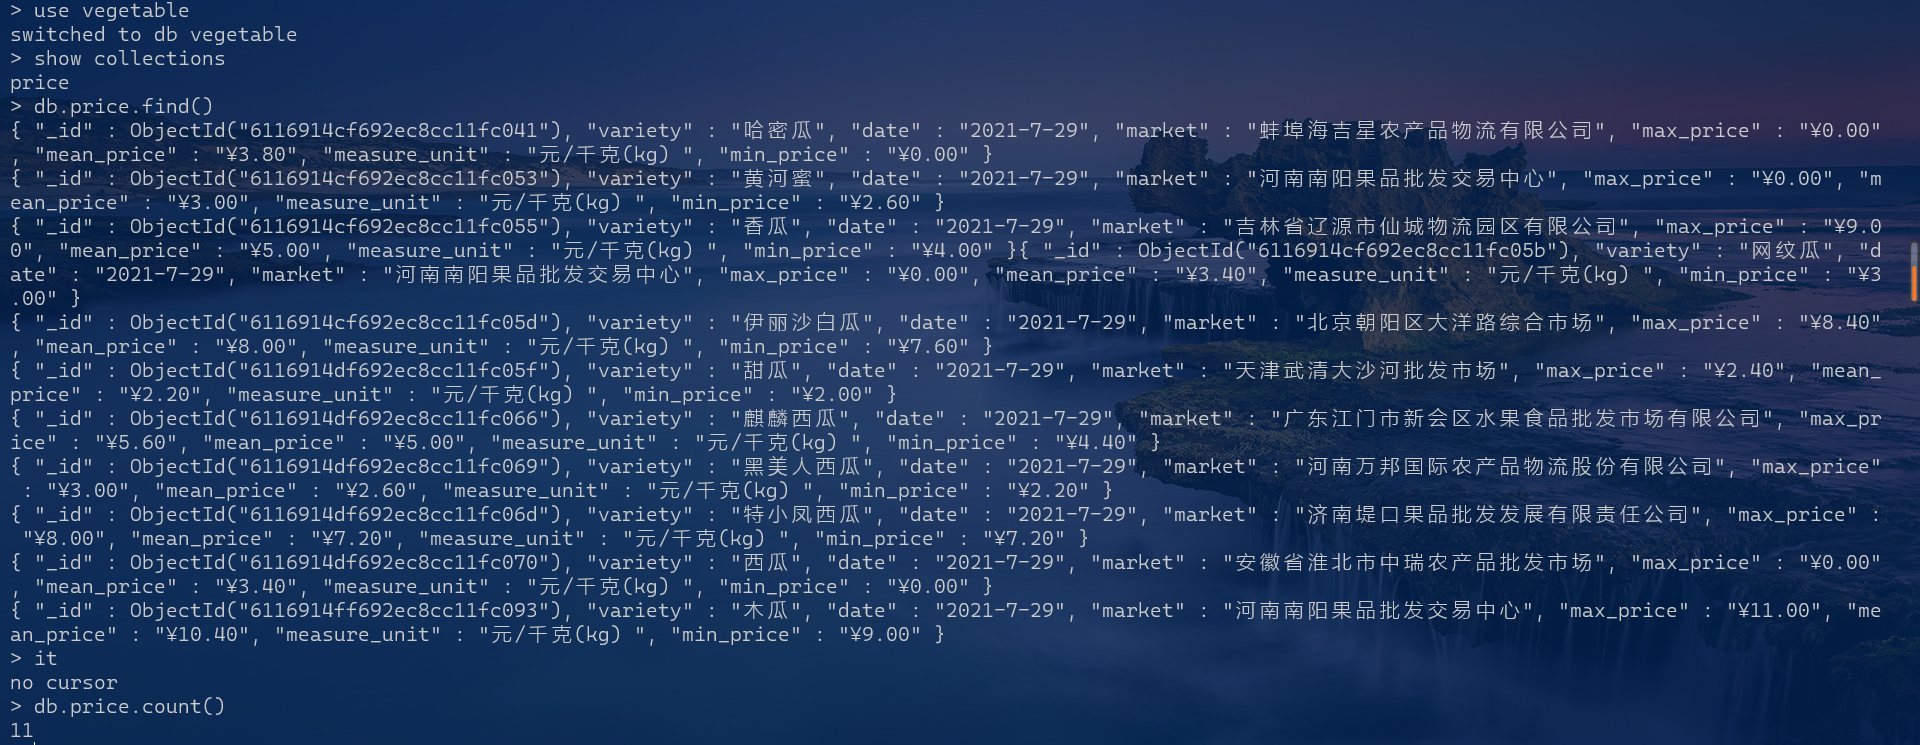 > use vegetable
switched to db vegetable
> show collections
price
> db.price.find()
{ "_id" : ObjectId("6116914cf692ec8cc11fc041"), "variety" : "哈密瓜", "date" : "2021-7-29", "market" : "蚌埠海吉星农产品物流有限公司", "max_price" : "¥0.00"
, "mean_price" : "¥3.80", "measure_unit" : "元/千克(kg) ", "min_price" : "¥0.00" }
{ "_id" : ObjectId("6116914cf692ec8cc11fc053"), "variety" : "黄河蜜", "date" : "2021-7-29", "market" : "河南南阳果品批发交易中心", "max_price" : "¥0.00", "m
ean_price" : "¥3.00", "measure_unit" : "元/千克(kg) ", "min_price" : "¥2.60" }
{ "_id" : ObjectId("6116914cf692ec8cc11fc055"), "variety" : "香瓜", "date" : "2021-7-29", "market" : "吉林省辽源市仙城物流园区有限公司", "max_price" : "¥9.0
0", "mean_price" : "¥5.00", "measure_unit" : "元/千克(kg) ", "min_price" : "¥4.00" }{ "_id" : ObjectId("6116914cf692ec8cc11fc05b"), "variety" : "网纹瓜", "d
ate" : "2021-7-29", "market" : "河南南阳果品批发交易中心", "max_price" : "¥0.00", "mean_price" : "¥3.40", "measure_unit" : "元/千克(kg) ", "min_price" : "¥3
.00" }
{ "_id" : ObjectId("6116914cf692ec8cc11fc05d"), "variety" : "伊丽沙白瓜", "date" : "2021-7-29", "market" : "北京朝阳区大洋路综合市场", "max_price" : "¥8.40"
, "mean_price" : "¥8.00", "measure_unit" : "元/千克(kg) ", "min_price" : "¥7.60" }
{ "_id" : ObjectId("6116914df692ec8cc11fc05f"), "variety" : "甜瓜", "date" : "2021-7-29", "market" : "天津武清大沙河批发市场", "max_price" : "¥2.40", "mean_
price" : "¥2.20", "measure_unit" : "元/千克(kg) ", "min_price" : "¥2.00" }
{ "_id" : ObjectId("6116914df692ec8cc11fc066"), "variety" : "麒麟西瓜", "date" : "2021-7-29", "market" : "广东江门市新会区水果食品批发市场有限公司", "max_pr
ice" : "¥5.60", "mean_price" : "¥5.00", "measure_unit" : "元/千克(kg) ", "min_price" : "¥4.40" }
{ "_id" : ObjectId("6116914df692ec8cc11fc069"), "variety" : "黑美人西瓜", "date" : "2021-7-29", "market" : "河南万邦国际农产品物流股份有限公司", "max_price"
 : "¥3.00", "mean_price" : "¥2.60", "measure_unit" : "元/千克(kg) ", "min_price" : "¥2.20" }
{ "_id" : ObjectId("6116914df692ec8cc11fc06d"), "variety" : "特小凤西瓜", "date" : "2021-7-29", "market" : "济南堤口果品批发发展有限责任公司", "max_price" :
 "¥8.00", "mean_price" : "¥7.20", "measure_unit" : "元/千克(kg) ", "min_price" : "¥7.20" }
{ "_id" : ObjectId("6116914df692ec8cc11fc070"), "variety" : "西瓜", "date" : "2021-7-29", "market" : "安徽省淮北市中瑞农产品批发市场", "max_price" : "¥0.00"
, "mean_price" : "¥3.40", "measure_unit" : "元/千克(kg) ", "min_price" : "¥0.00" }
{ "_id" : ObjectId("6116914ff692ec8cc11fc093"), "variety" : "木瓜", "date" : "2021-7-29", "market" : "河南南阳果品批发交易中心", "max_price" : "¥11.00", "me
an_price" : "¥10.40", "measure_unit" : "元/千克(kg) ", "min_price" : "¥9.00" }
> it
no cursor
> db.price.count()
11